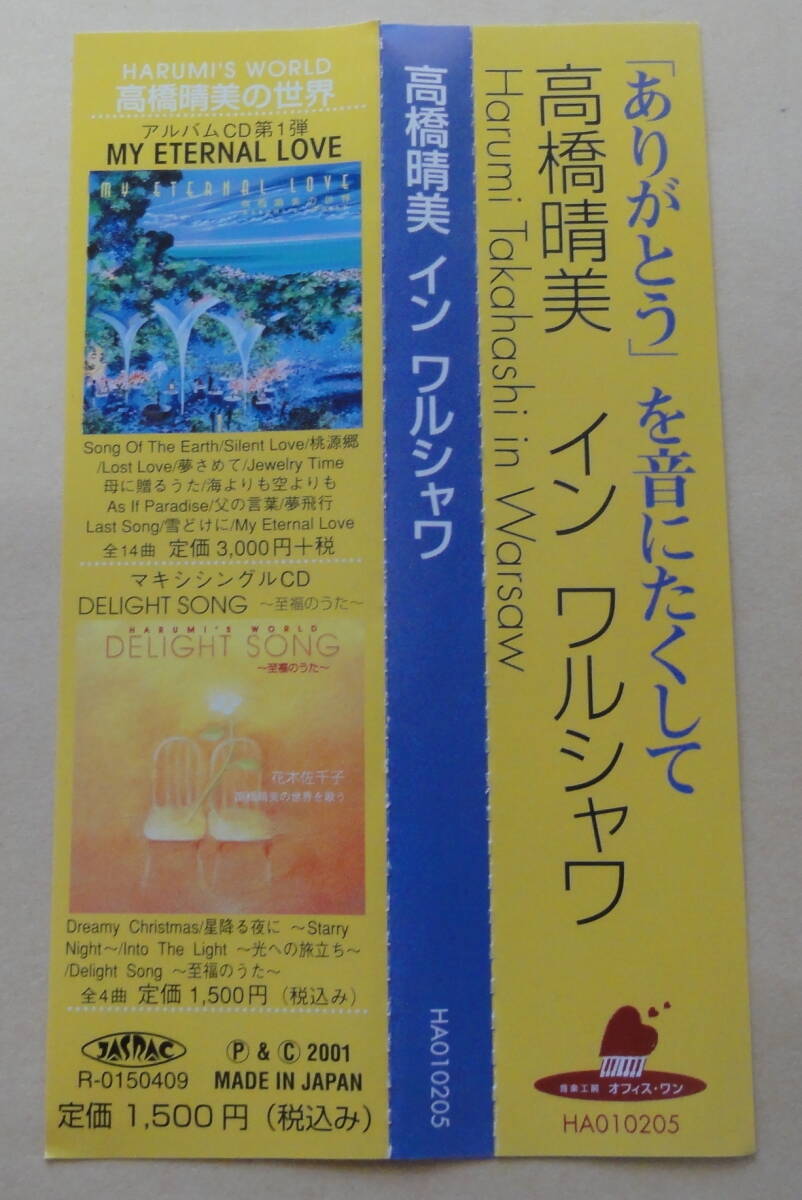 「ありがとう」を音にたくして
高橋晴美 イン ワルシャワ
Harumi Takahashi in Warsaw
音楽工房 オフィス・ワン
HA010205
高橋晴美 イン ワルシャワ
HA010205
HARUMI'S WORLD
高橋晴美の世界
アルバムCD第1弾
MY ETERNAL LOVE
MY ETERNAL LOVE
高橋晴美の世界
Song Of The Earth/Silent Love/桃源郷
/Lost Love/夢さめて/Jewelry Time
母に贈るうた/海よりも空よりも
As If Paradise/父の言葉/夢飛行
Last Song/雪どけに/My Eternal Love
全14曲 定価 3,000円＋税
マキシシングルCD
DELIGHT SONG ～至福のうた～
HARUMI'S WORLD
DELIGHT SONG
～至福のうた～
花木佐千子
高橋晴美の世界を歌う
Dreamy Christmas/星降る夜に ～Starry
Night～/Into The Light ～光への旅立ち～
/Delight Song ～至福のうた～
全4曲 定価 1,500円（税込み）
JASRAC
R-0150409
Ⓟ & Ⓒ 2001
MADE IN JAPAN
定価 1,500円（税込み）